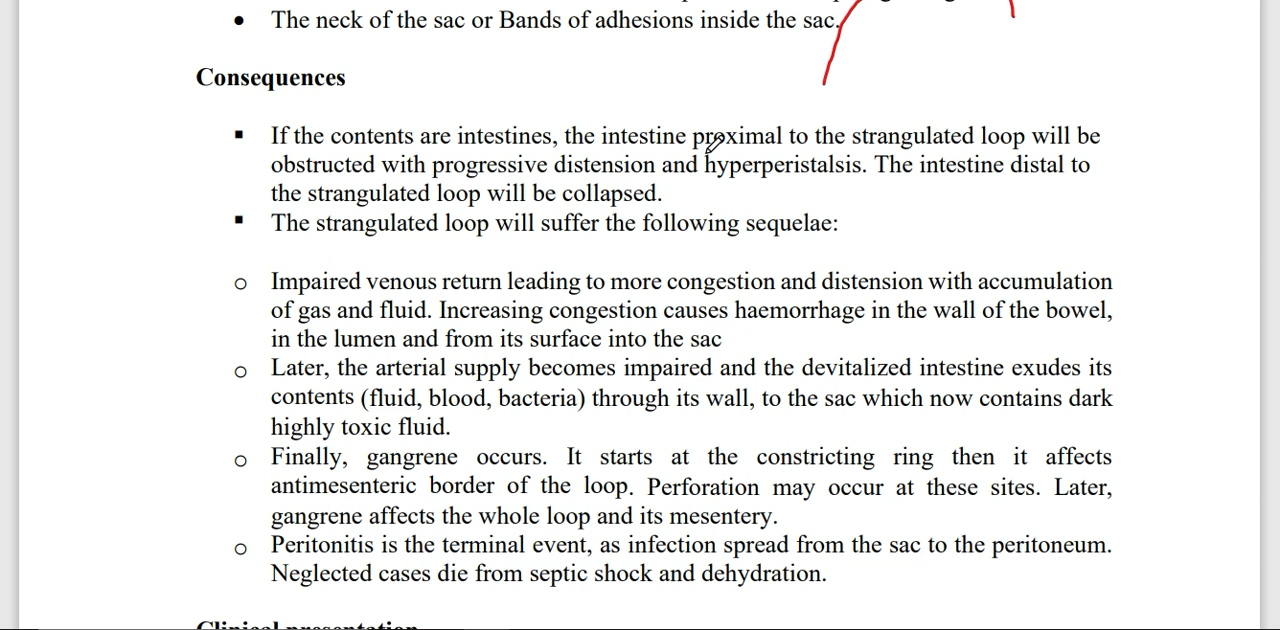 The neck of the sac or Bands of adhesions inside the sac.
Consequences
If the contents are intestines, the intestine proximal to the strangulated loop will be
obstructed with progressive distension and hyperperistalsis. The intestine distal to
the strangulated loop will be collapsed.
The strangulated loop will suffer the following sequelae:
Impaired venous return leading to more congestion and distension with accumulation
of gas and fluid. Increasing congestion causes haemorrhage in the wall of the bowel,
in the lumen and from its surface into the sac
Later, the arterial supply becomes impaired and the devitalized intestine exudes its
contents (fluid, blood, bacteria) through its wall, to the sac which now contains dark
highly toxic fluid.
Finally, gangrene occurs. It starts at the constricting ring then it affects
antimesenteric border of the loop. Perforation may occur at these sites. Later,
gangrene affects the whole loop and its mesentery.
Peritonitis is the terminal event, as infection spread from the sac to the peritoneum.
Neglected cases die from septic shock and dehydration.
Clinical presentation